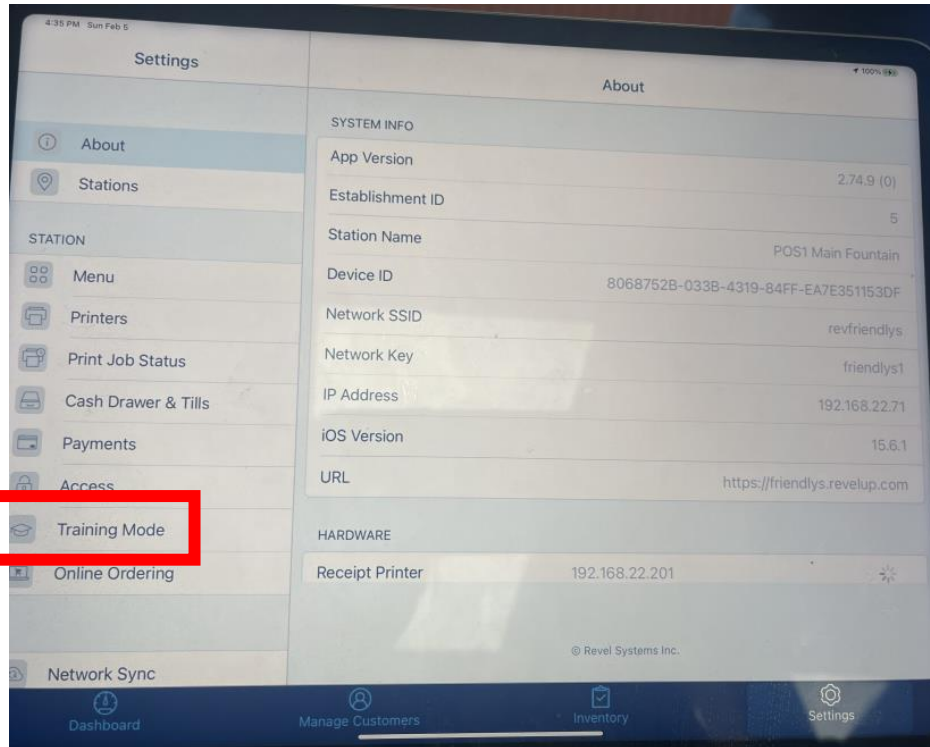 4:35 PM Sun Feb 5
100%
Settings
About
About
Stations
STATION
Menu
Printers
Print Job Status
Cash Drawer & Tills
Payments
Access
Training Mode
Online Ordering
Network Sync
SYSTEM INFO
App Version 2.74.9 (0)
Establishment ID 5
Station Name POS1 Main Fountain
Device ID 8068752B-033B-4319-84FF-EA7E351153DF
Network SSID revfriendlys
Network Key friendlys1
IP Address 192.168.22.71
iOS Version 15.6.1
URL https://friendlys.revelup.com
HARDWARE
Receipt Printer 192.168.22.201
© Revel Systems Inc.
Dashboard
Manage Customers
Inventory
Settings